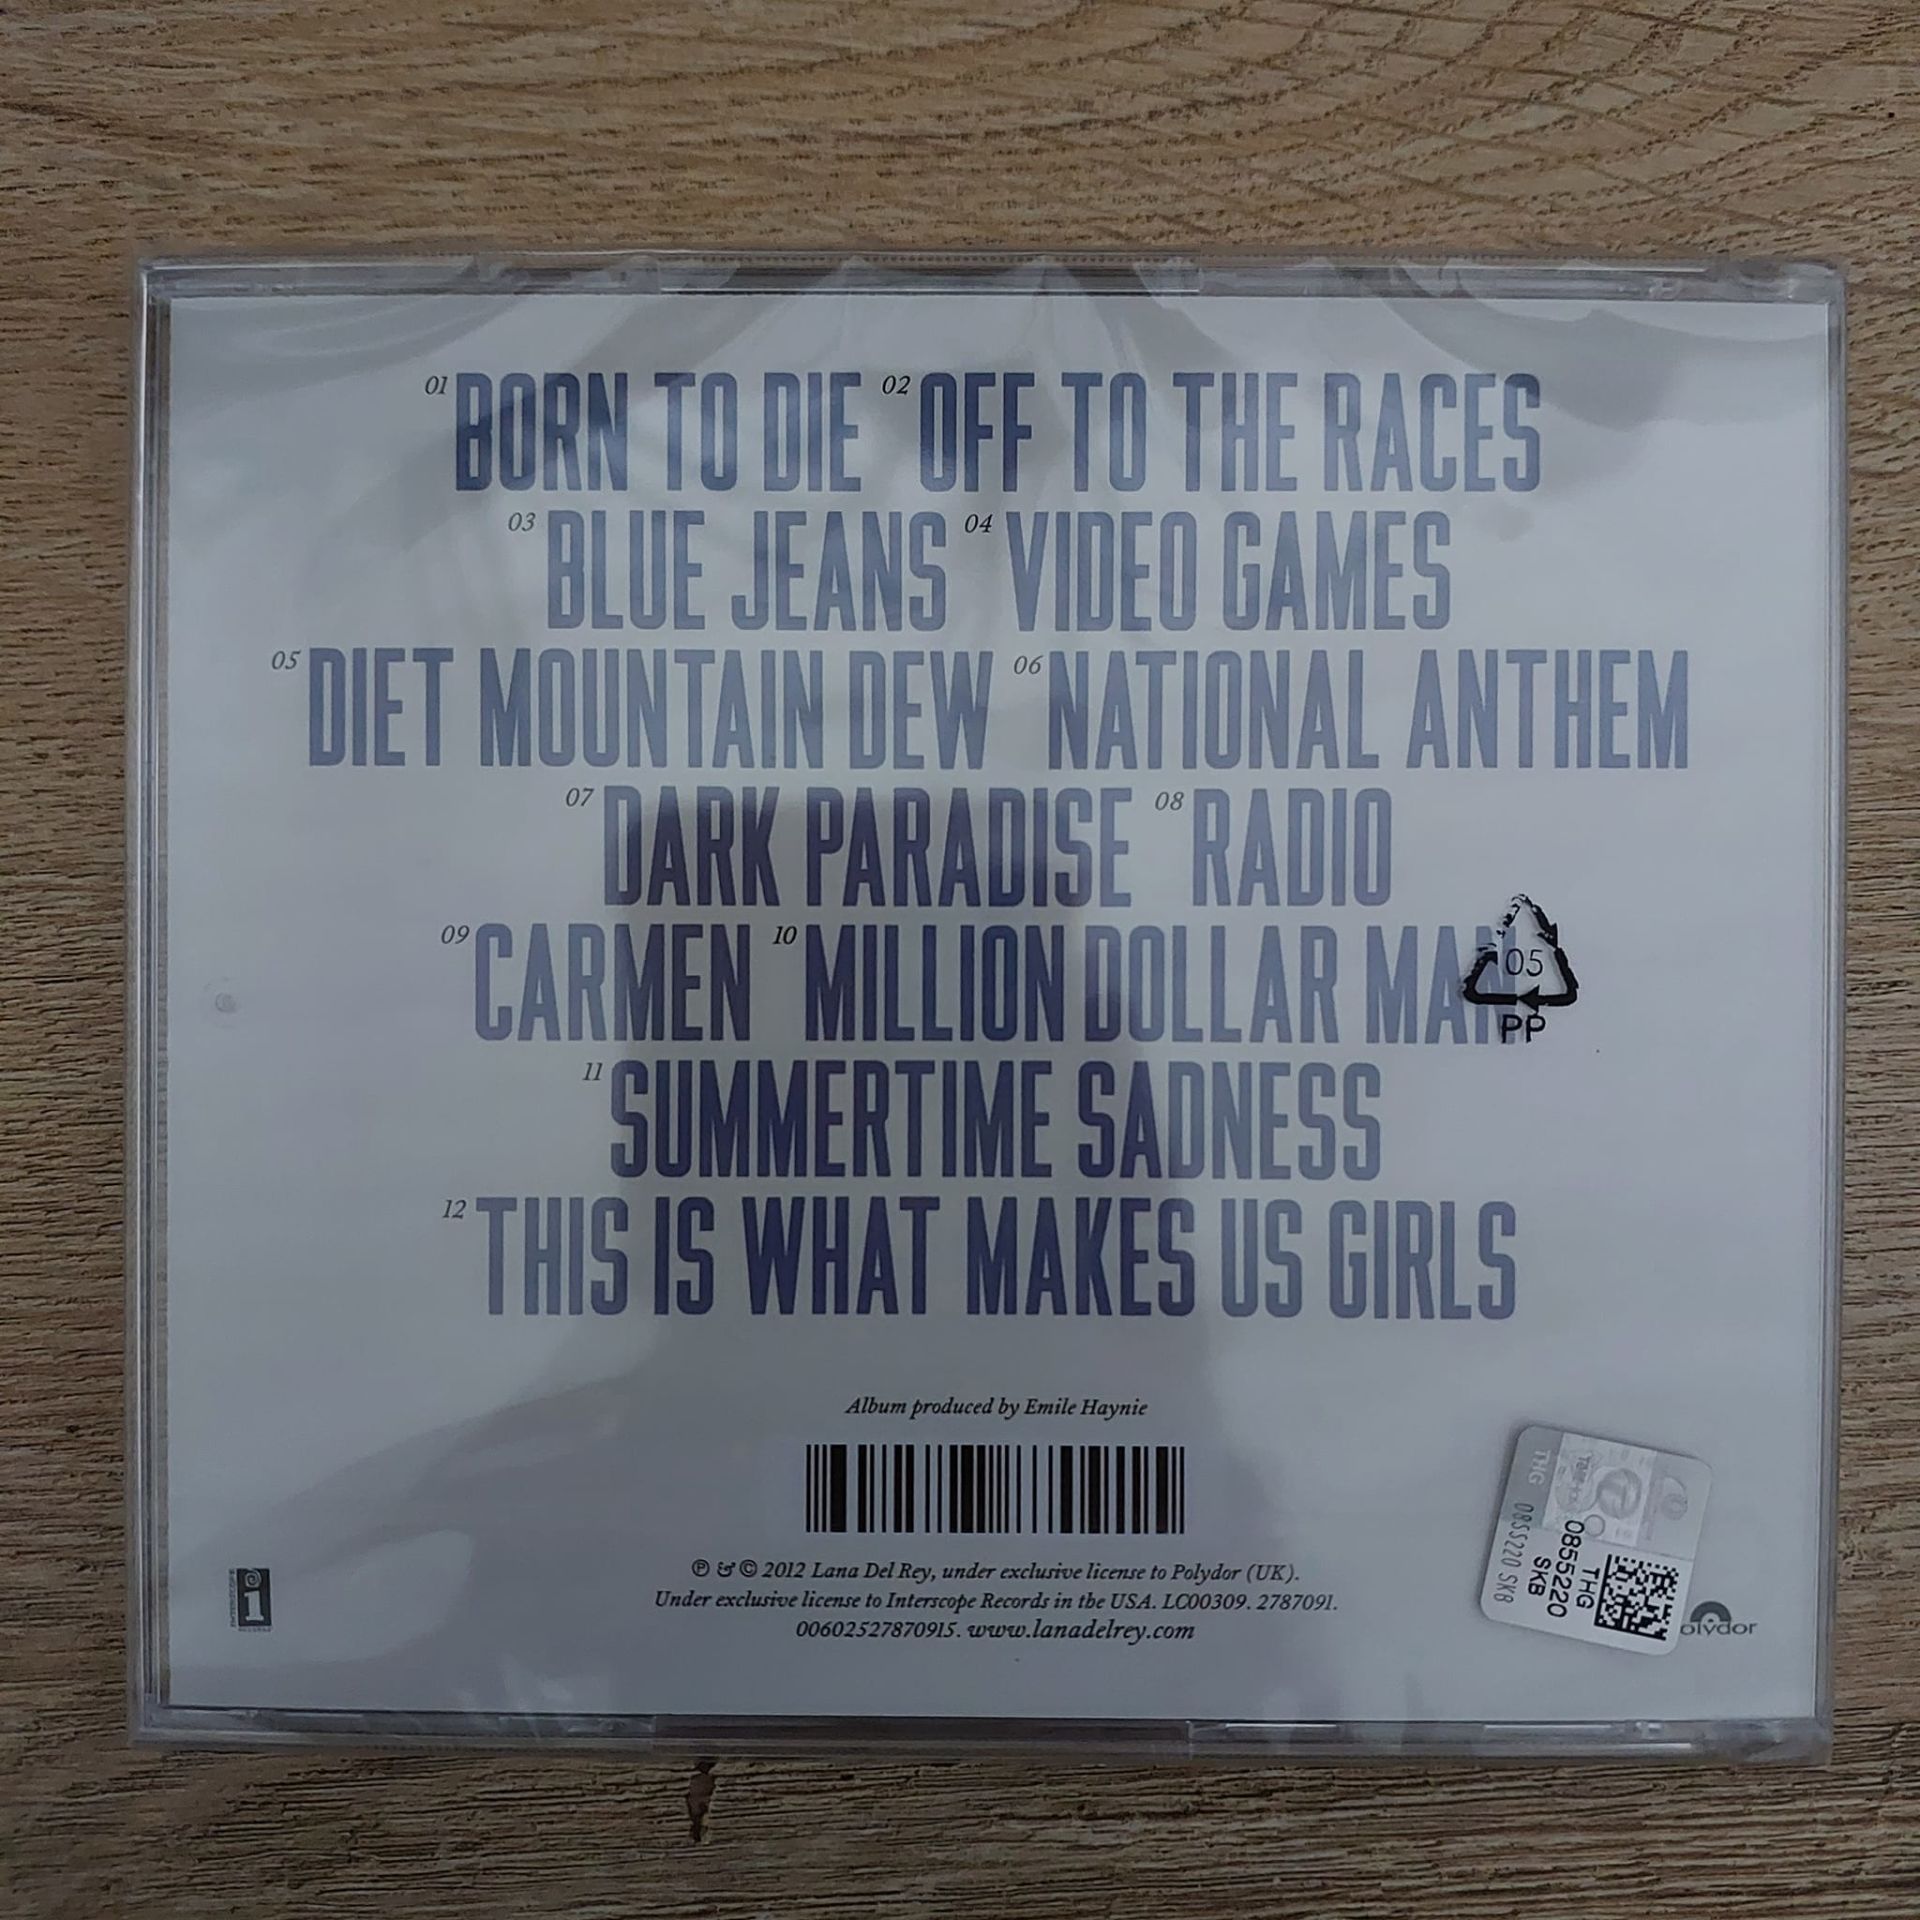 01 BORN TO DIE 02 OFF TO THE RACES
03 BLUE JEANS 04 VIDEO GAMES
05 DIET MOUNTAIN DEW 06 NATIONAL ANTHEM
07 DARK PARADISE 08 RADIO
09 CARMEN 10 MILLION DOLLAR MAN
05
PP
11 SUMMERTIME SADNESS
12 THIS IS WHAT MAKES US GIRLS
Album produced by Emile Haynie
℗ & © 2012 Lana Del Rey, under exclusive license to Polydor (UK).
Under exclusive license to Interscope Records in the USA. LC00309. 2787091.
00602527870915. www.lanadelrey.com
THG 0855220 SKB
THG
0855220
SKB
olydor